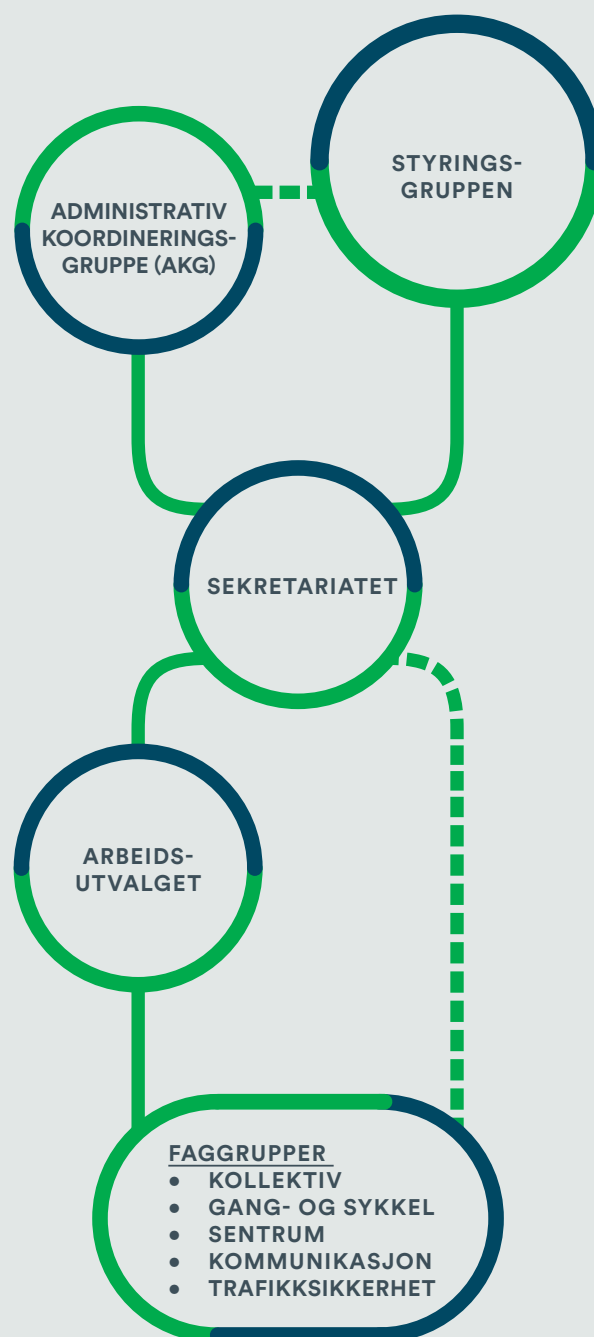 STYRINGS-
GRUPPEN
ADMINISTRATIV
KOORDINERINGS-
GRUPPE (AKG)
SEKRETARIATET
ARBEIDS-
UTVALGET
FAGGRUPPER
• KOLLEKTIV
• GANG- OG SYKKEL
• SENTRUM
• KOMMUNIKASJON
• TRAFIKKSIKKERHET